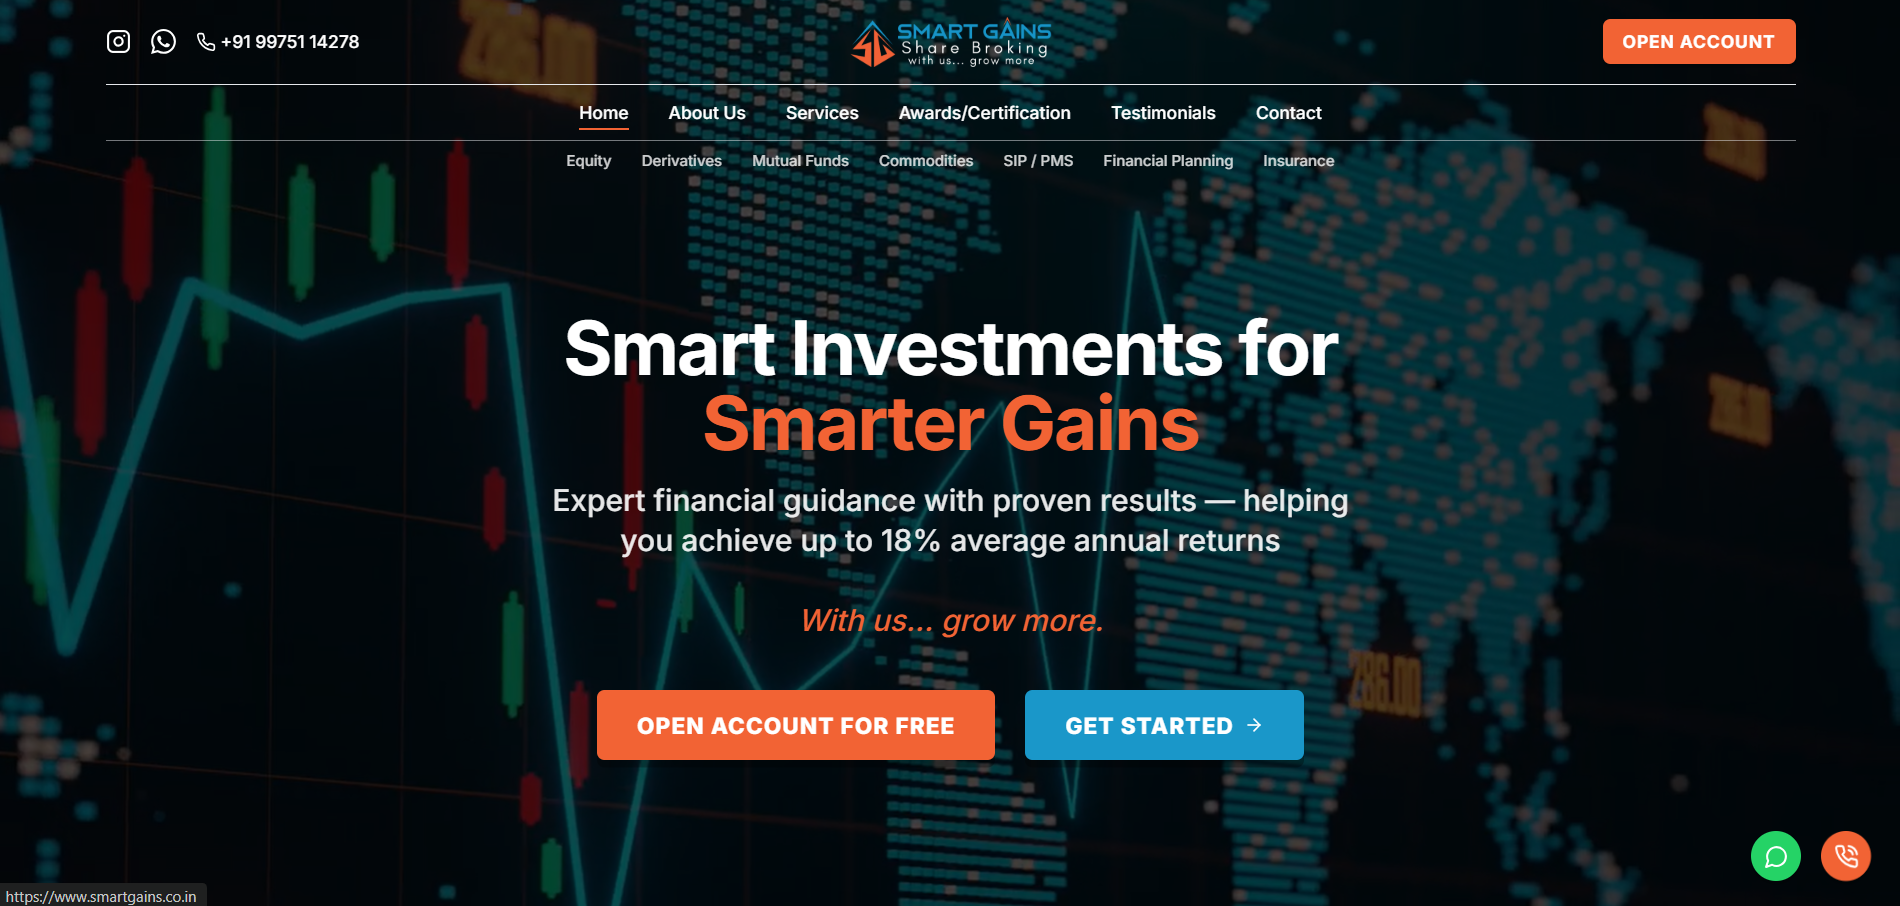 +91 99751 14278
SMART GAINS
Share Broking
with us... grow more
OPEN ACCOUNT
Home About Us Services Awards/Certification Testimonials Contact
Equity Derivatives Mutual Funds Commodities SIP / PMS Financial Planning Insurance
Smart Investments for
Smarter Gains
Expert financial guidance with proven results — helping
you achieve up to 18% average annual returns
With us... grow more.
286.00
OPEN ACCOUNT FOR FREE
GET STARTED →
https://www.smartgains.co.in